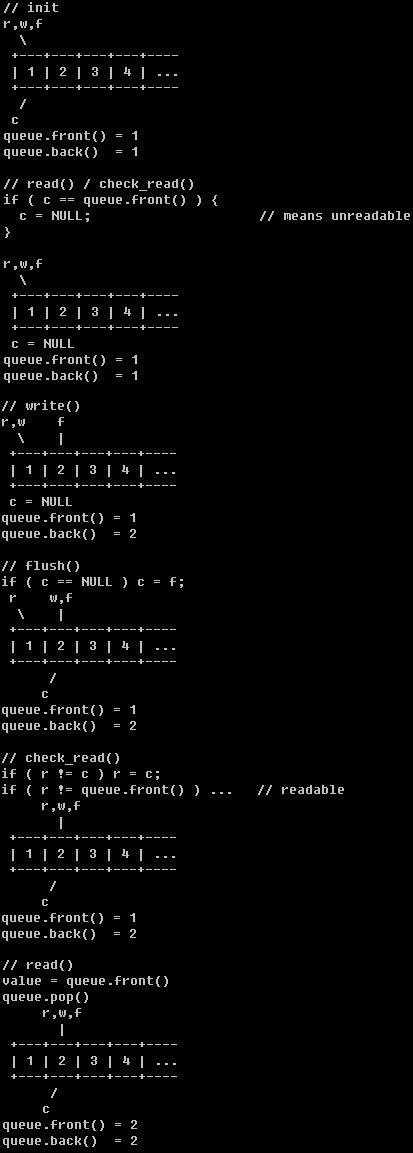 // init
r,w,f
  \
 +---+---+---+---+----
 | 1 | 2 | 3 | 4 | ...
 +---+---+---+---+----
  /
 c
queue.front() = 1
queue.back()  = 1

// read() / check_read()
if ( c == queue.front() ) {
  c = NULL;                     // means unreadable
}

r,w,f
  \
 +---+---+---+---+----
 | 1 | 2 | 3 | 4 | ...
 +---+---+---+---+----
 c = NULL
queue.front() = 1
queue.back()  = 1

// write()
r,w    f
  \    |
 +---+---+---+---+----
 | 1 | 2 | 3 | 4 | ...
 +---+---+---+---+----
 c = NULL
queue.front() = 1
queue.back()  = 2

// flush()
if ( c == NULL ) c = f;
 r    w,f
  \    |
 +---+---+---+---+----
 | 1 | 2 | 3 | 4 | ...
 +---+---+---+---+----
      /
     c
queue.front() = 1
queue.back()  = 2

// check_read()
if ( r != c ) r = c;
if ( r != queue.front() ) ...   // readable
     r,w,f
       |
 +---+---+---+---+----
 | 1 | 2 | 3 | 4 | ...
 +---+---+---+---+----
      /
     c
queue.front() = 1
queue.back()  = 2

// read()
value = queue.front()
queue.pop()
     r,w,f
       |
 +---+---+---+---+----
 | 1 | 2 | 3 | 4 | ...
 +---+---+---+---+----
      /
     c
queue.front() = 2
queue.back()  = 2